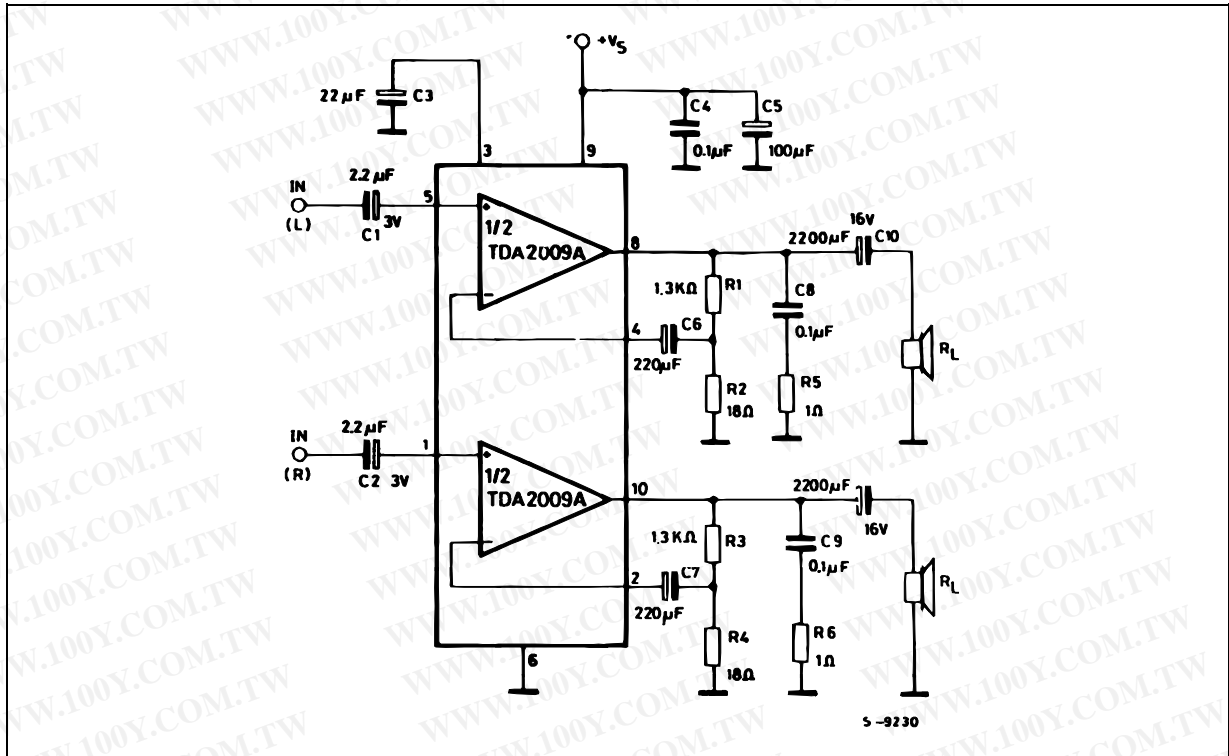 +VS
22µF
C3
C4
0.1µF
C5
100µF
3
9
2.2µF
IN
(L)
C1
3V
5
1/2
TDA2009A
8
2200µF
16V
C10
1.3KΩ
R1
C8
0.1µF
4
C6
220µF
R2
18Ω
R5
1Ω
RL
2.2µF
IN
(R)
C2
3V
1
1/2
TDA2009A
10
2200µF
16V
1.3KΩ
R3
C9
0.1µF
2
C7
220µF
R4
18Ω
R6
1Ω
RL
6
S-9230
WWW.100Y.COM.TW